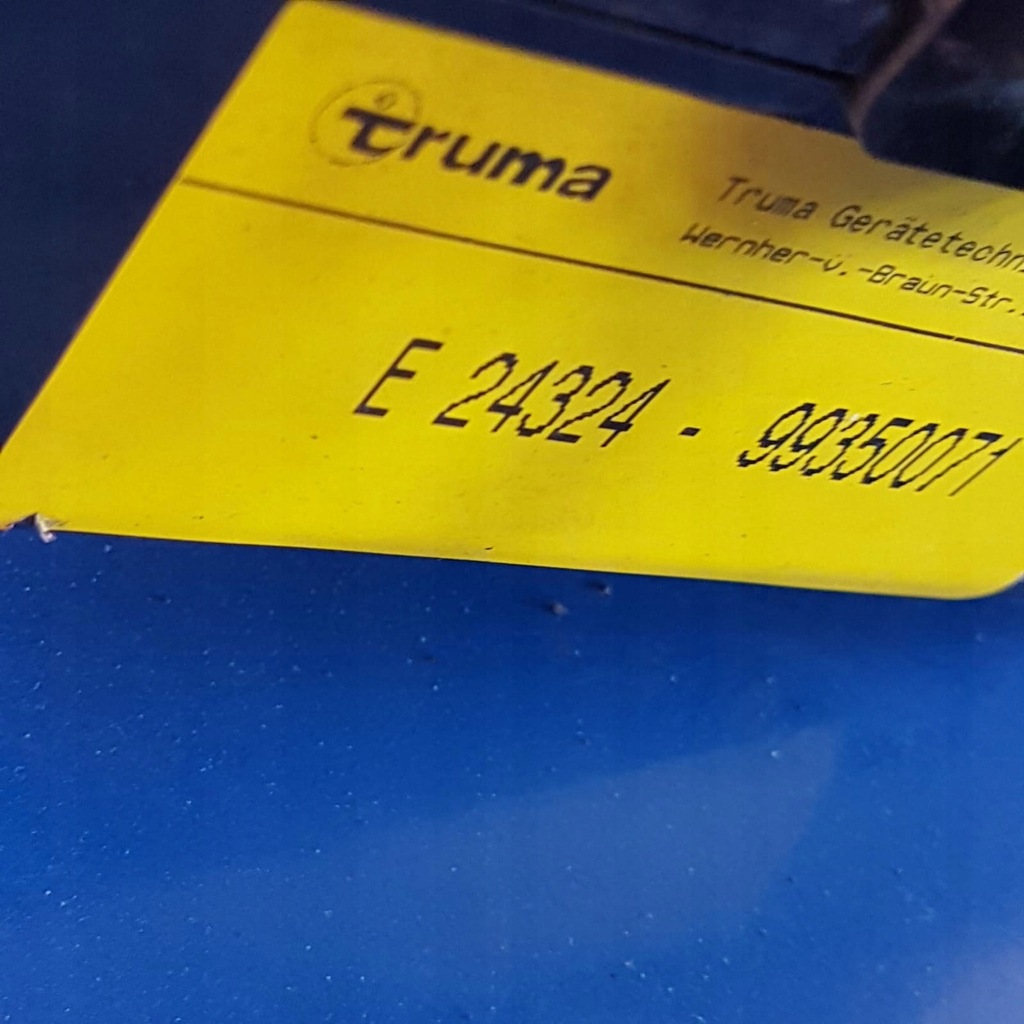 truma
Truma Gerätetechn
Wernher-v.-Braun-Str.
E 24324 - 99350071